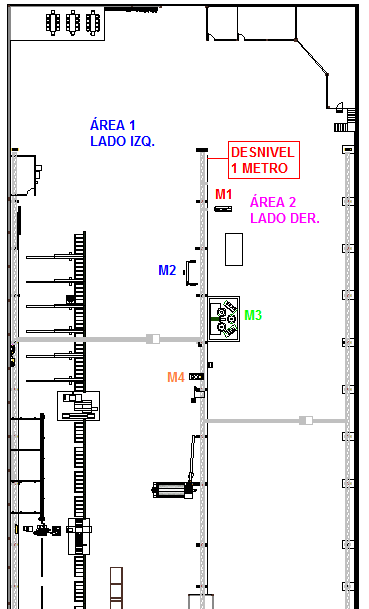 ÁREA 1
LADO IZQ.
DESNIVEL
1 METRO
M1
ÁREA 2
LADO DER.
M2
M3
M4